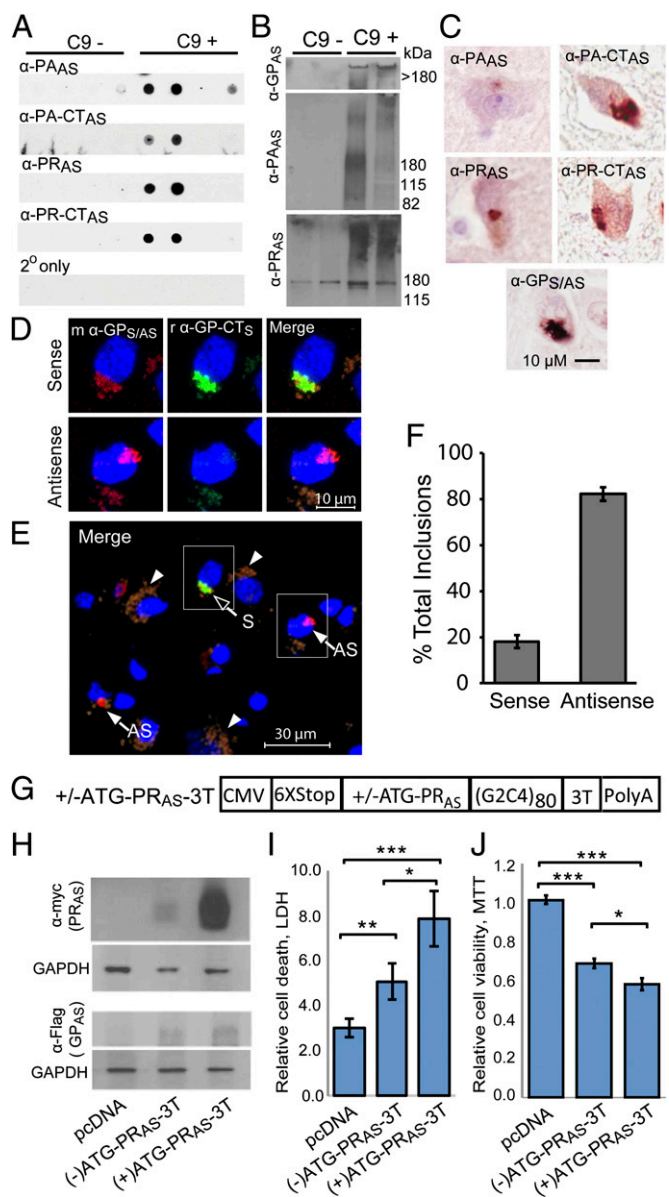 A
C9 -
C9 +
α-PAAS
α-PA-CTAS
α-PRAS
α-PR-CTAS
2o only
B
C9 -
C9 +
kDa
α-GPAS
>180
α-PAAS
180
115
82
α-PRAS
180
115
C
α-PAAS
α-PA-CTAS
α-PRAS
α-PR-CTAS
α-GPS/AS
10 µM
D
m α-GPS/AS
r α-GP-CTS
Merge
Sense
Antisense
10 µm
E
Merge
S
AS
AS
30 µm
F
% Total Inclusions
100
80
60
40
20
0
Sense
Antisense
G
+/-ATG-PRAS-3T
CMV
6XStop
+/-ATG-PRAS
(G2C4)80
3T
PolyA
H
α-myc
(PRAS)
GAPDH
α-Flag
(GPAS)
GAPDH
pcDNA
(-)ATG-PRAS-3T
(+)ATG-PRAS-3T
I
Relative cell death, LDH
10.0
8.0
6.0
4.0
2.0
0.0
***
*
**
pcDNA
(-)ATG-PRAS-3T
(+)ATG-PRAS-3T
J
Relative cell viability, MTT
1.2
1.0
0.8
0.6
0.4
0.2
0
***
***
*
pcDNA
(-)ATG-PRAS-3T
(+)ATG-PRAS-3T